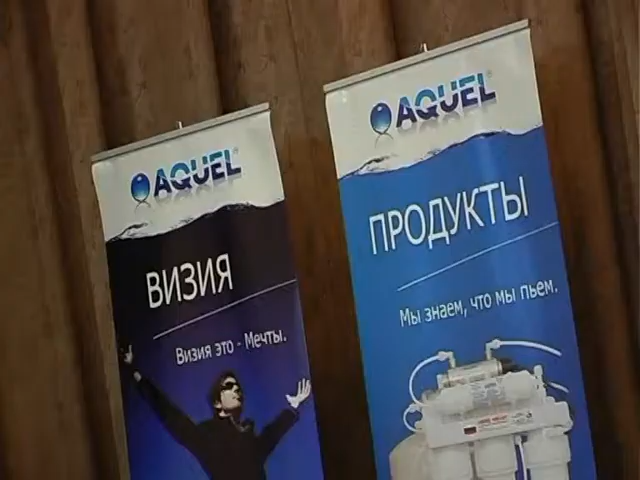 AQUEL
ВИЗИЯ
Визия это - Мечты.
AQUEL
ПРОДУКТЫ
Мы знаем, что мы пьем.